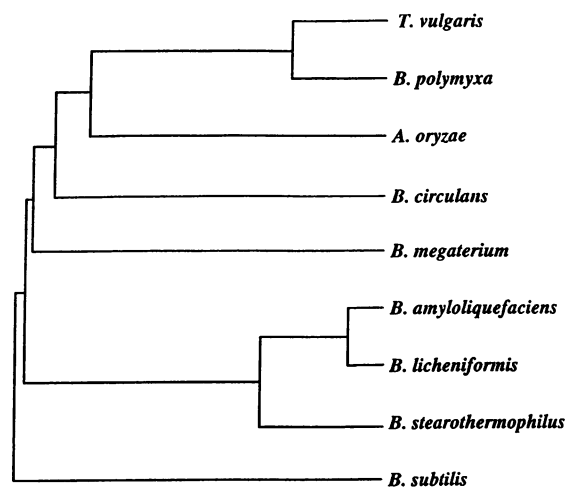 T. vulgaris
B. polymyxa
A. oryzae
B. circulans
B. megaterium
B. amyloliquefaciens
B. licheniformis
B. stearothermophilus
B. subtilis